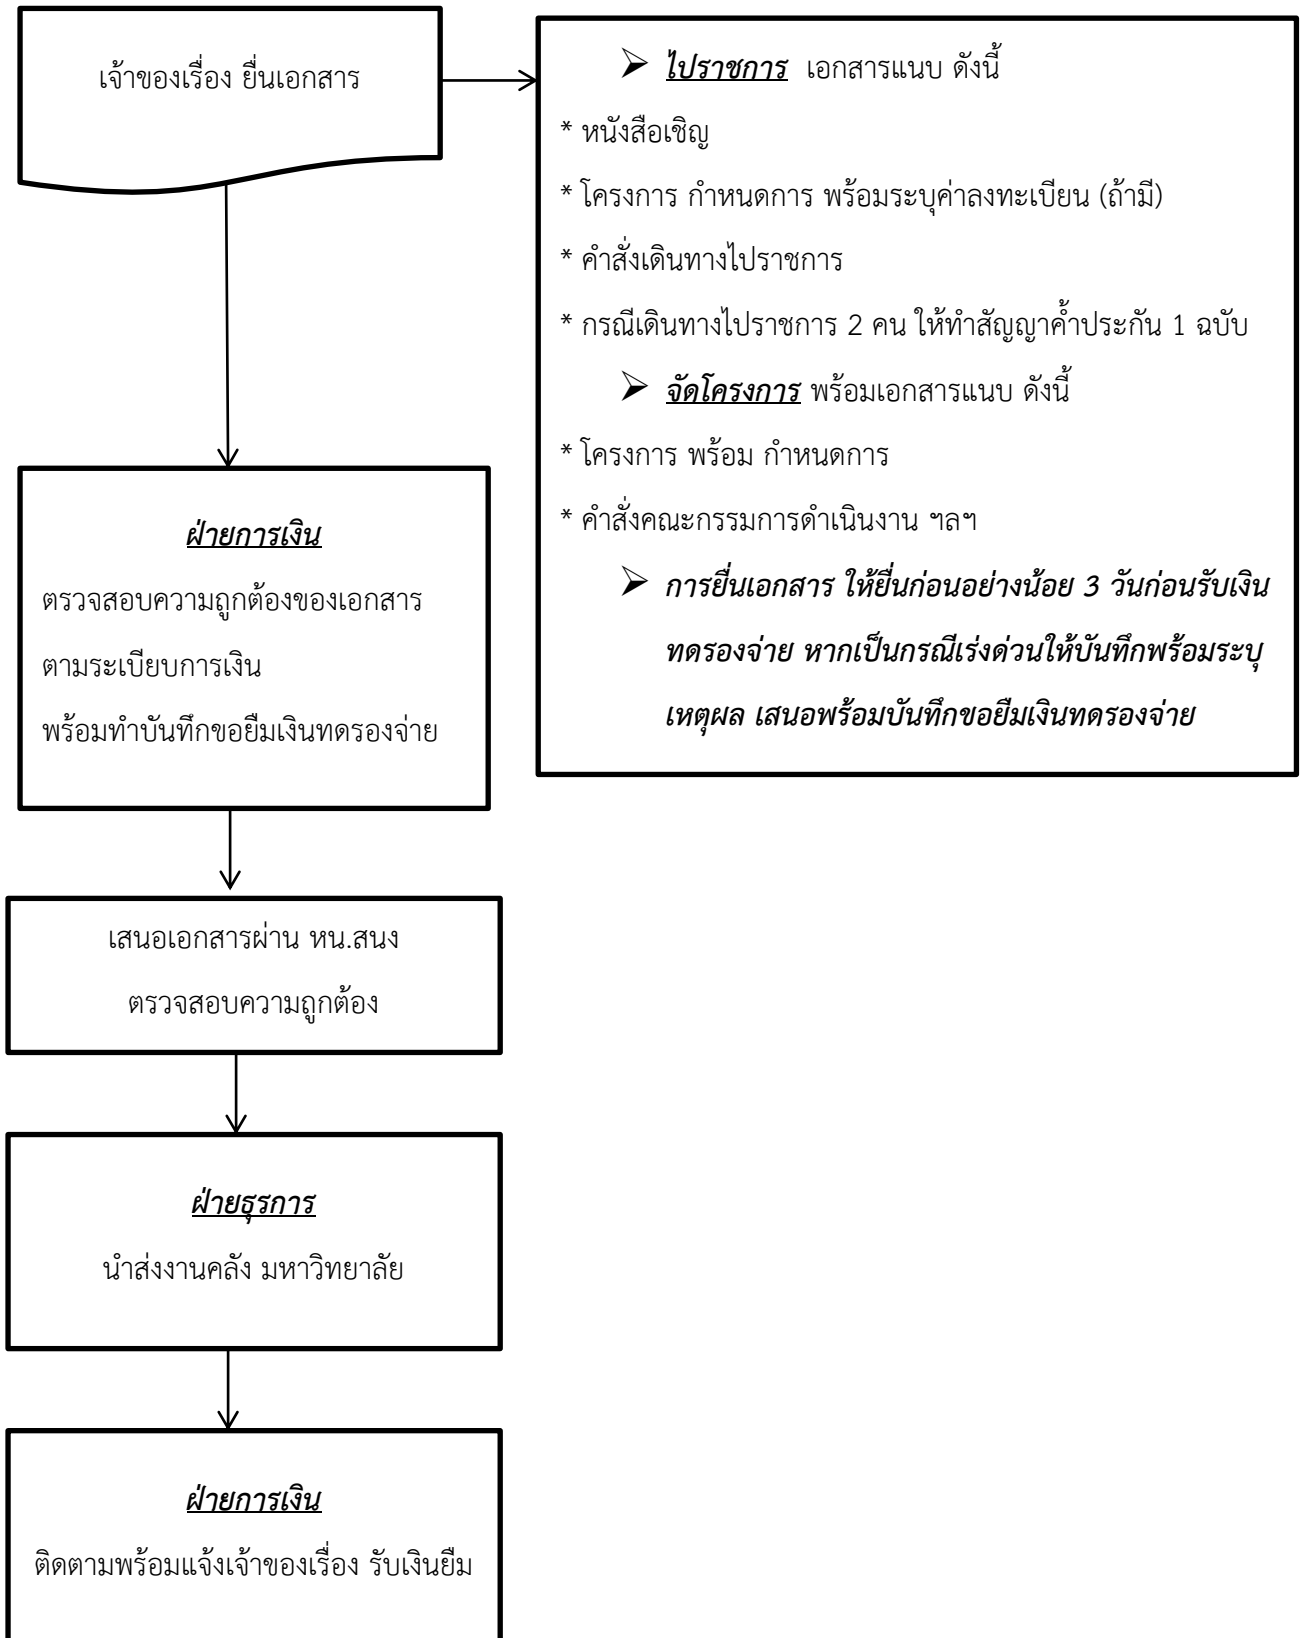 เจ้าของเรื่อง ยื่นเอกสาร
➢ ไปราชการ เอกสารแนบ ดังนี้
* หนังสือเชิญ
* โครงการ กำหนดการ พร้อมระบุค่าลงทะเบียน (ถ้ามี)
* คำสั่งเดินทางไปราชการ
* กรณีเดินทางไปราชการ 2 คน ให้ทำสัญญาค้ำประกัน 1 ฉบับ
➢ จัดโครงการ พร้อมเอกสารแนบ ดังนี้
* โครงการ พร้อม กำหนดการ
* คำสั่งคณะกรรมการดำเนินงาน ฯลฯ
➢ การยื่นเอกสาร ให้ยื่นก่อนอย่างน้อย 3 วันก่อนรับเงิน
ทดรองจ่าย หากเป็นกรณีเร่งด่วนให้บันทึกพร้อมระบุ
เหตุผล เสนอพร้อมบันทึกขอยืมเงินทดรองจ่าย
ฝ่ายการเงิน
ตรวจสอบความถูกต้องของเอกสาร
ตามระเบียบการเงิน
พร้อมทำบันทึกขอยืมเงินทดรองจ่าย
เสนอเอกสารผ่าน หน.สนง
ตรวจสอบความถูกต้อง
ฝ่ายธุรการ
นำส่งงานคลัง มหาวิทยาลัย
ฝ่ายการเงิน
ติดตามพร้อมแจ้งเจ้าของเรื่อง รับเงินยืม